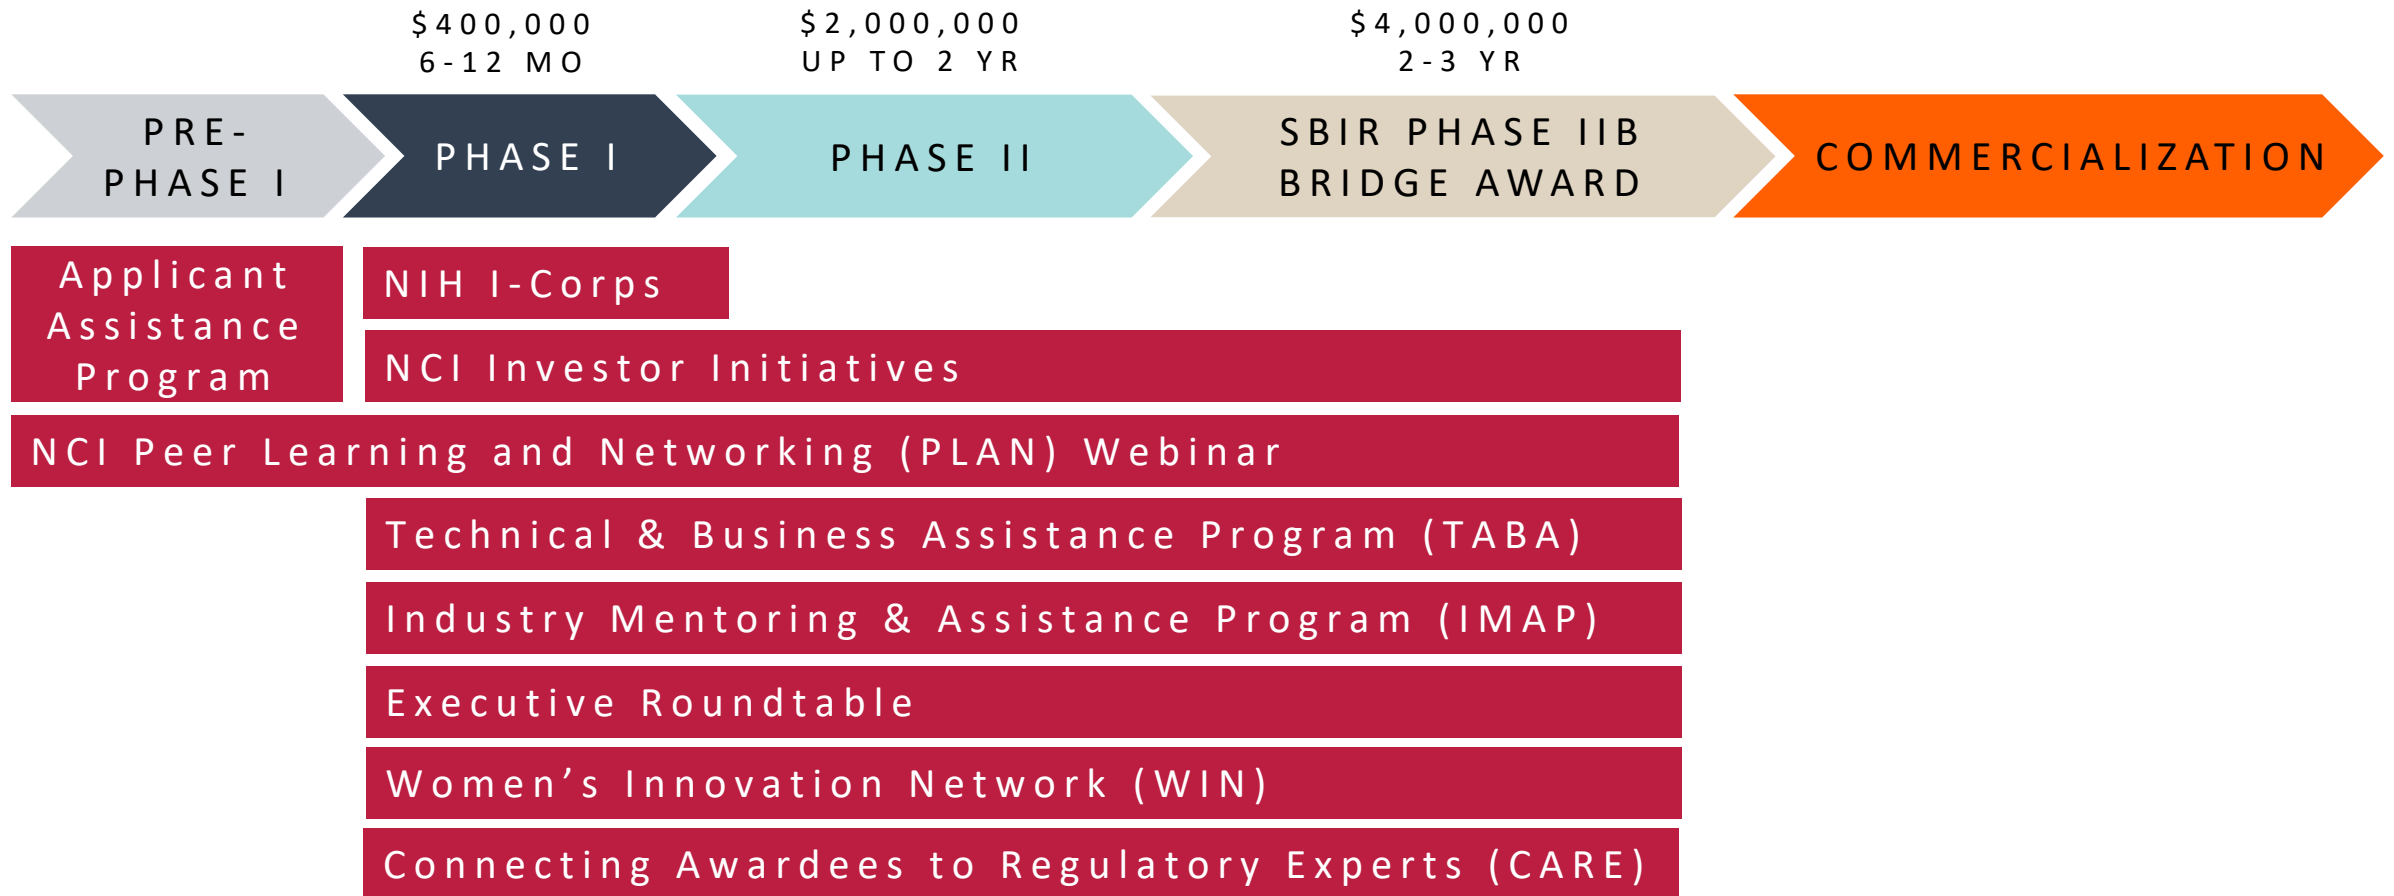 $400,000
6-12 MO
$2,000,000
UP TO 2 YR
$4,000,000
2-3 YR
PRE-
PHASE I
PHASE I
PHASE II
SBIR PHASE IIB
BRIDGE AWARD
COMMERCIALIZATION
Applicant
Assistance
Program
NIH I-Corps
NCI Investor Initiatives
NCI Peer Learning and Networking (PLAN) Webinar
Technical & Business Assistance Program (TABA)
Industry Mentoring & Assistance Program (IMAP)
Executive Roundtable
Women’s Innovation Network (WIN)
Connecting Awardees to Regulatory Experts (CARE)